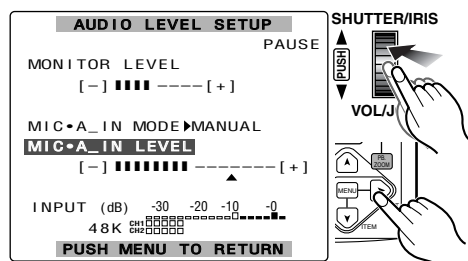 AUDIO LEVEL SETUP
PAUSE
MONITOR LEVEL
[−] ----[+]
MIC•A_IN MODE▶MANUAL
MIC•A_IN LEVEL
[−] -------[+]
INPUT (dB) -30 -20 -10 -0
48K CH1
CH2
PUSH MENU TO RETURN
SHUTTER/IRIS
PUSH
VOL/J
PB.
ZOOM
MENU
ITEM